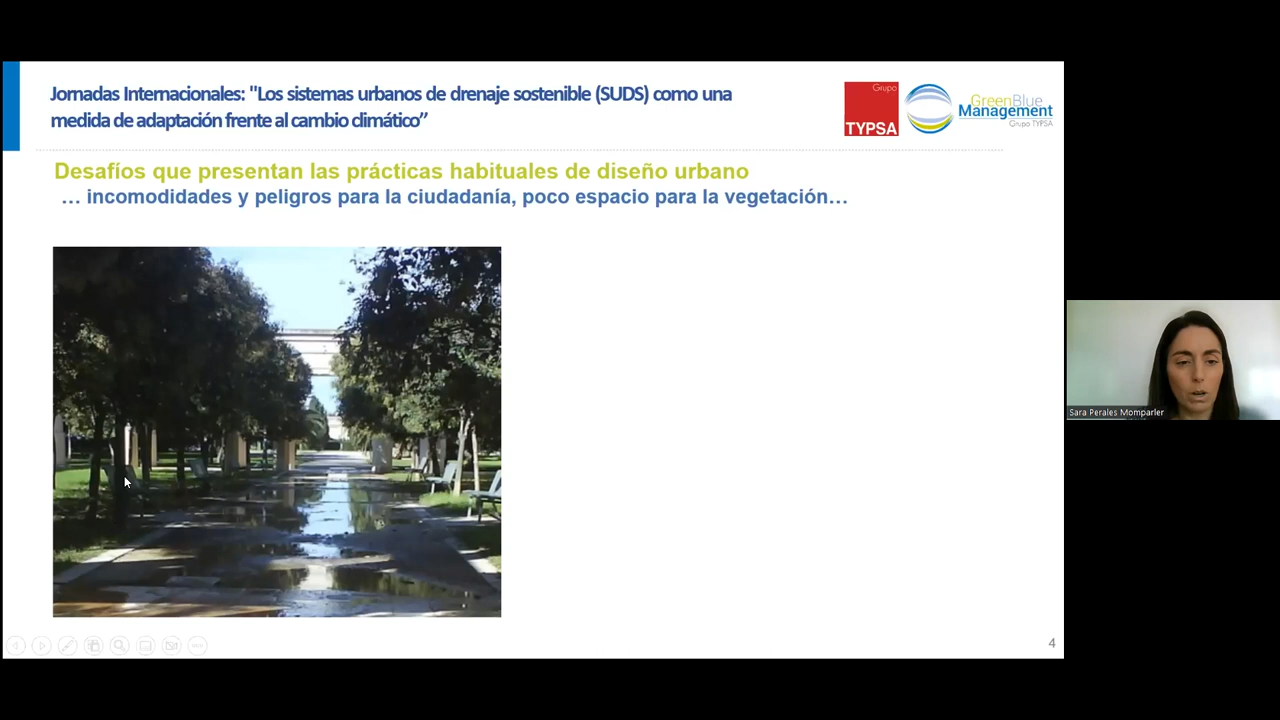 Jornadas Internacionales: "Los sistemas urbanos de drenaje sostenible (SUDS) como una
medida de adaptación frente al cambio climático”
Grupo
TYPSA
GreenBlue
Management
Grupo TYPSA
Desafíos que presentan las prácticas habituales de diseño urbano
… incomodidades y peligros para la ciudadanía, poco espacio para la vegetación…
Sara Perales Momparler
4